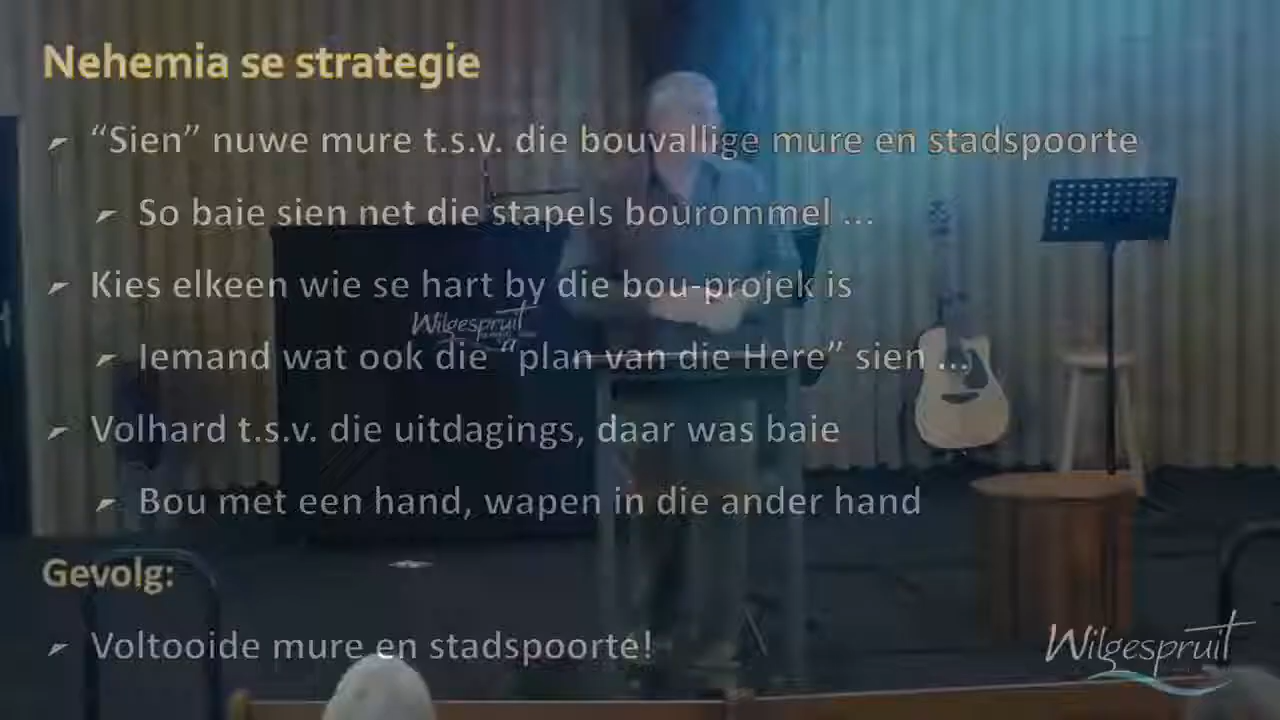 Nehemia se strategie
“Sien” nuwe mure t.s.v. die bouvallige mure en stadspoorte
So baie sien net die stapels bourommel ...
Kies elkeen wie se hart by die bou-projek is
Wilgespruit
Iemand wat ook die “plan van die Here” sien ...
Volhard t.s.v. die uitdagings, daar was baie
Bou met een hand, wapen in die ander hand
Gevolg:
Voltooide mure en stadspoorte!
Wilgespruit